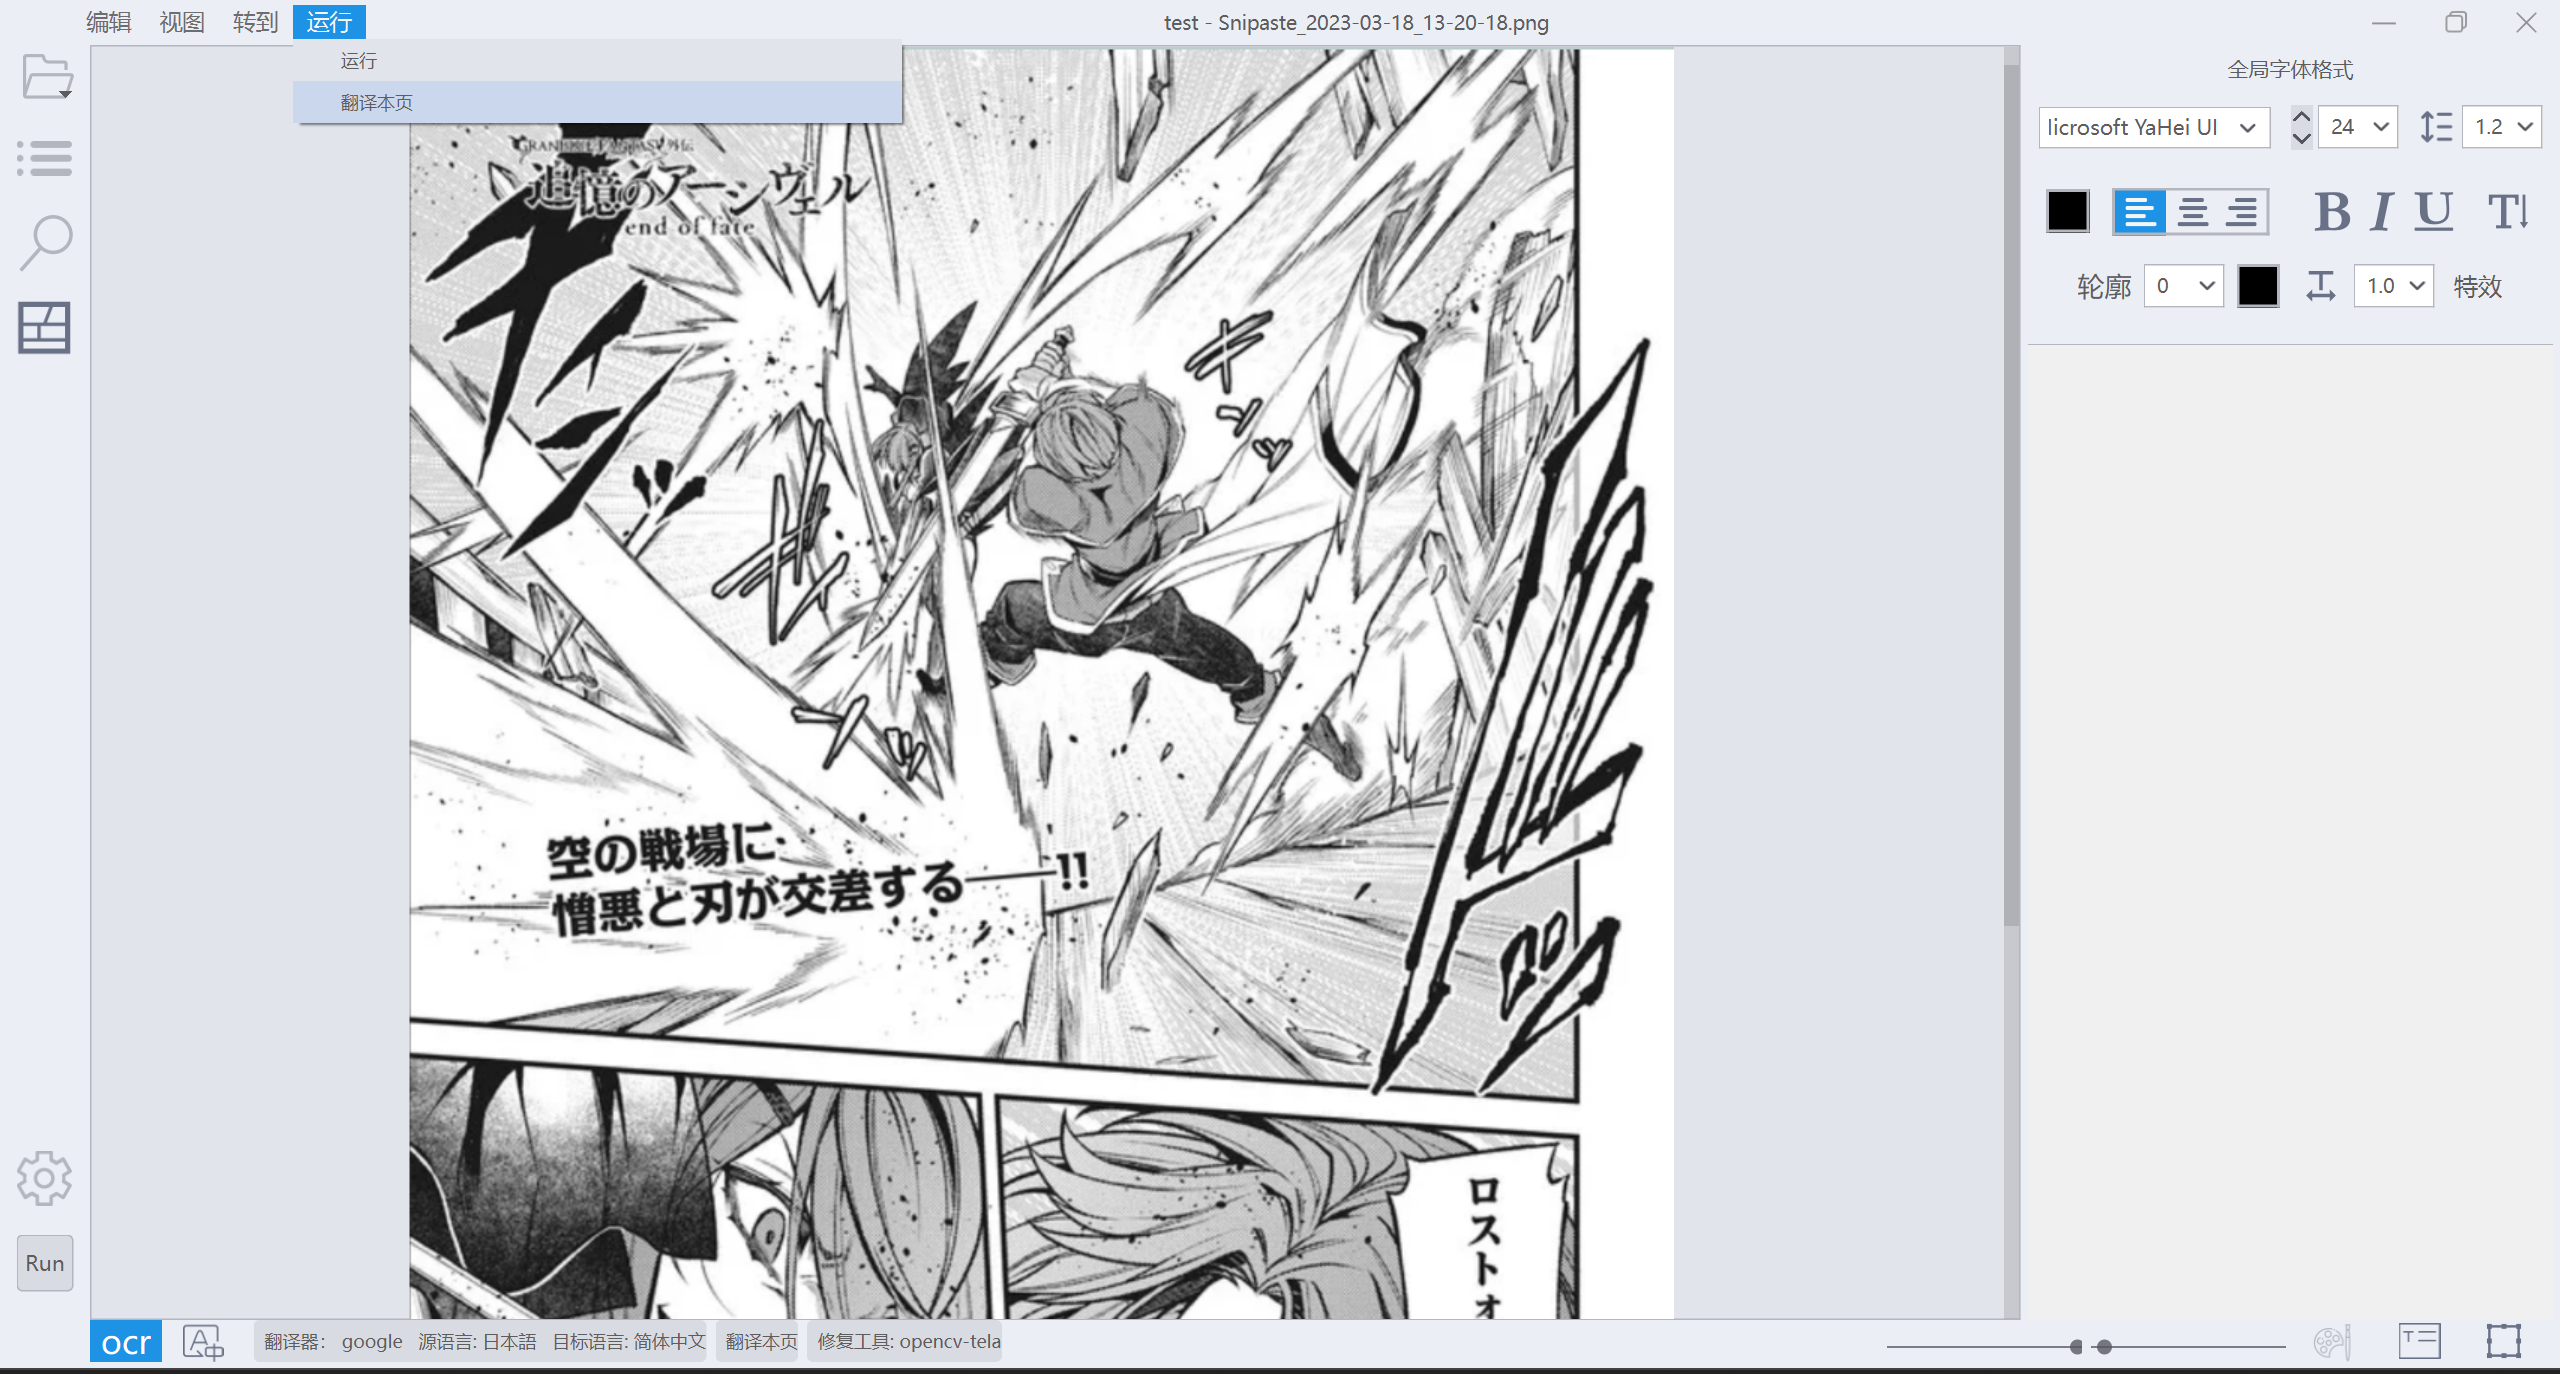 编辑 视图 转到 运行
test - Snipaste_2023-03-18_13-20-18.png
运行
翻译本页
全局字体格式
licrosoft YaHei UI 24 1.2
B I U T
轮廓 0 1.0 特效
追憶のアーシヴェル
end of fate
空の戦場に
憎悪と刃が交差する──!!
ロスト
Run
ocr
翻译器: google 源语言: 日本語 目标语言: 简体中文 翻译本页 修复工具: opencv-tela